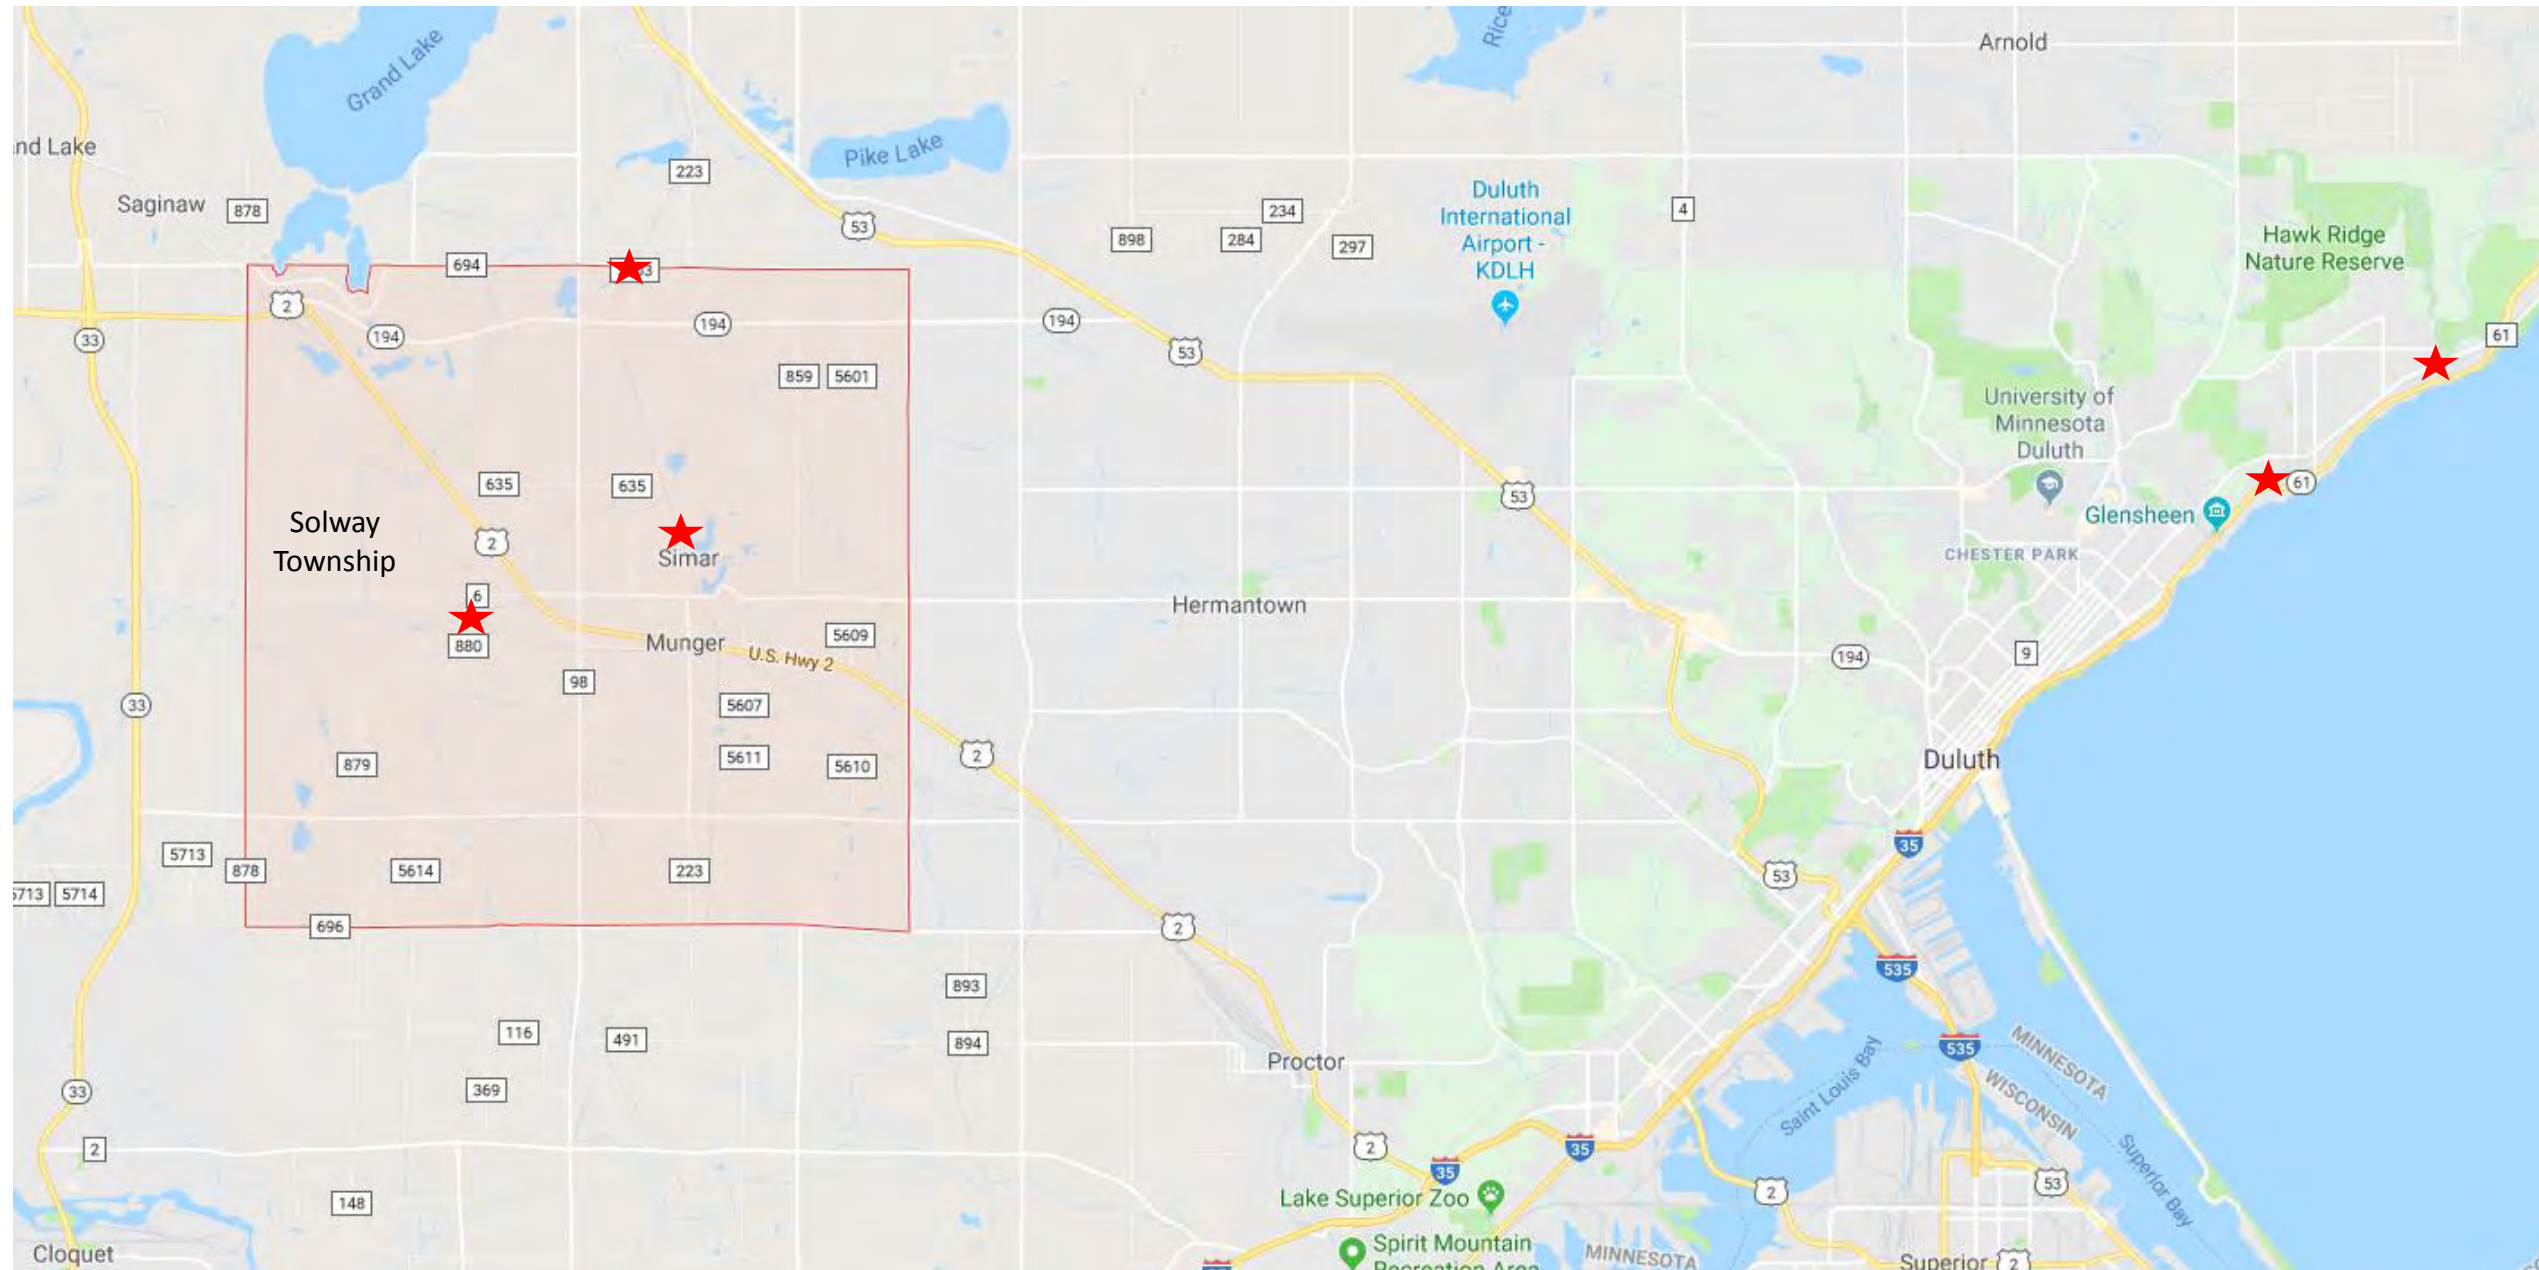 Arnold
Grand Lake
Rice
Pike Lake
nd Lake
223
Saginaw
878
Duluth
International
Airport -
KDLH
4
234
898
284
297
53
Hawk Ridge
Nature Reserve
694
3
2
194
33
194
194
53
61
859
5601
University of
Minnesota
Duluth
635
635
53
61
Solway
Township
2
Simar
Glensheen
CHESTER PARK
6
Hermantown
880
Munger
U.S. Hwy 2
5609
194
9
98
33
5607
5611
5610
2
Duluth
879
5713
878
5614
223
35
53
5713
5714
696
2
535
893
116
491
894
Proctor
535
MINNESOTA
WISCONSIN
Saint Louis Bay
Superior Bay
33
369
2
2
35
35
148
Lake Superior Zoo
2
53
Cloquet
Spirit Mountain
Recreation Area
MINNESOTA
Superior
2